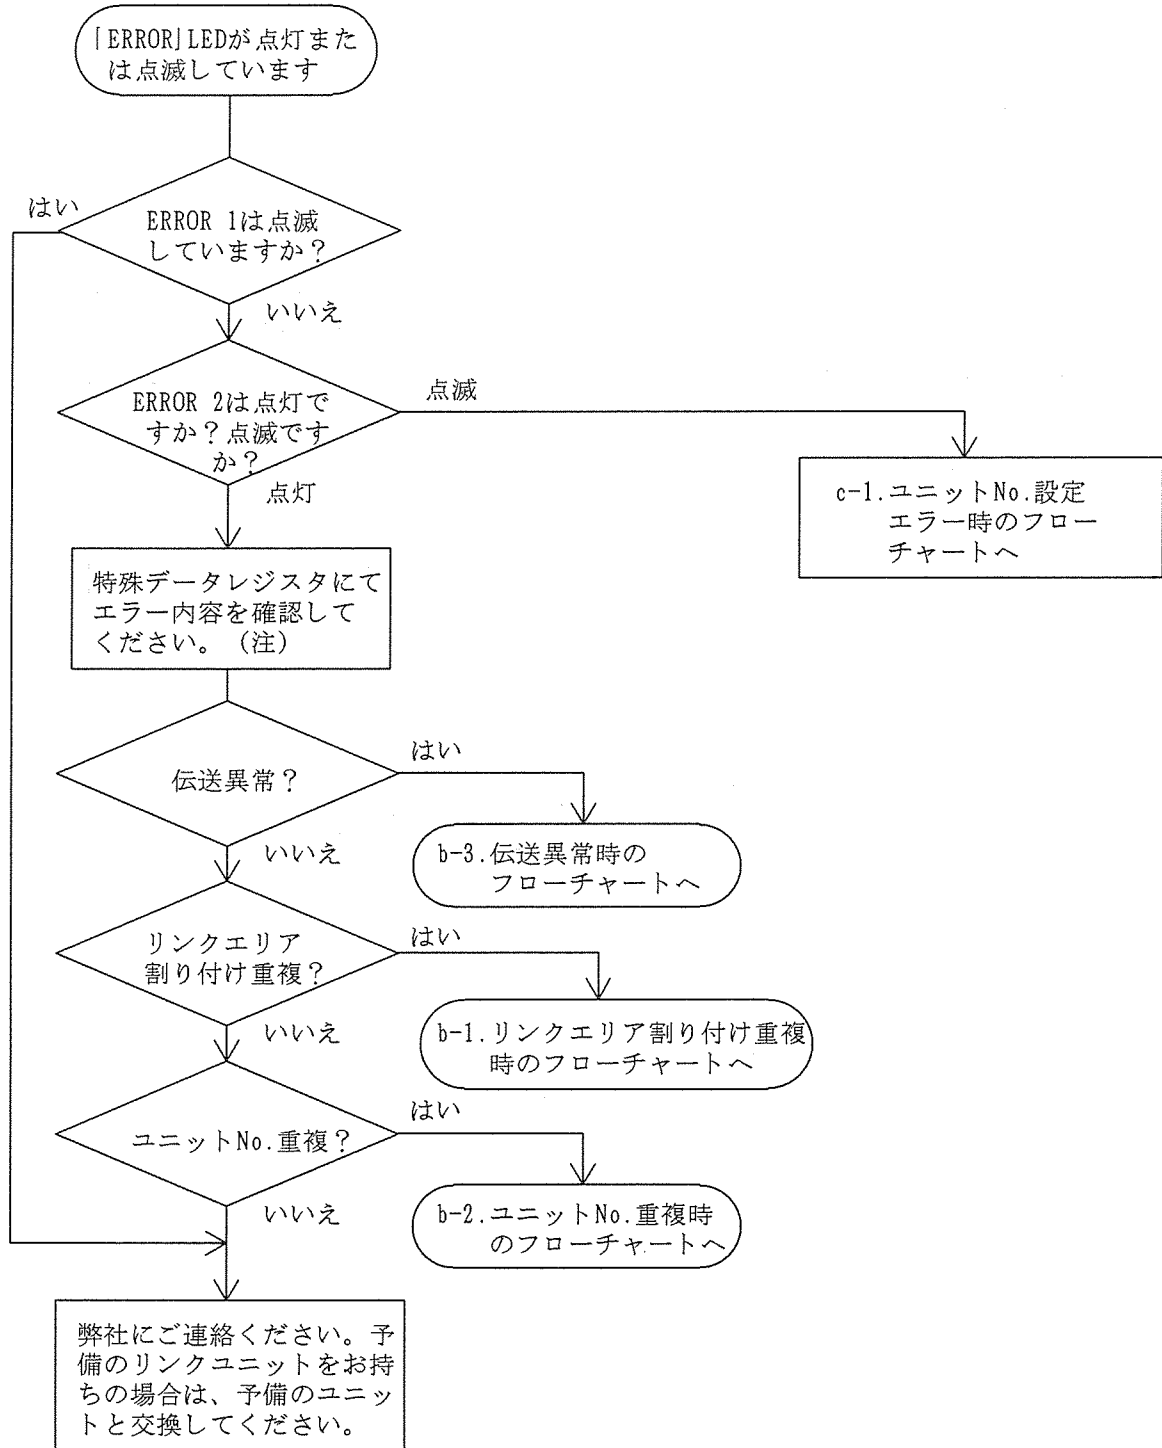 「ERROR」LEDが点灯また
は点滅しています
はい
ERROR 1は点滅
していますか？
いいえ
ERROR 2は点灯で
すか？点滅です
か？
点滅
c-1.ユニットNo.設定
エラー時のフロー
チャートへ
点灯
特殊データレジスタにて
エラー内容を確認して
ください。（注）
伝送異常？
はい
b-3.伝送異常時の
フローチャートへ
いいえ
リンクエリア
割り付け重複？
はい
b-1.リンクエリア割り付け重複
時のフローチャートへ
いいえ
ユニットNo.重複？
はい
b-2.ユニットNo.重複時
のフローチャートへ
いいえ
弊社にご連絡ください。予
備のリンクユニットをお持
ちの場合は、予備のユニッ
トと交換してください。